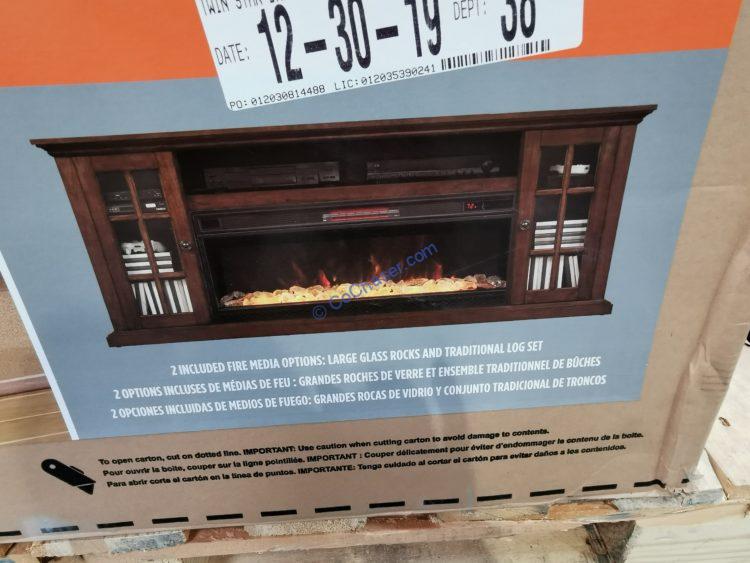 TWIN STAR
DATE: 12-30-19 DEPT: 38
PO:012030814488 LIC:012035390241
© CoChaser.com
2 INCLUDED FIRE MEDIA OPTIONS: LARGE GLASS ROCKS AND TRADITIONAL LOG SET
2 OPTIONS INCLUSES DE MÉDIAS DE FEU : GRANDES ROCHES DE VERRE ET ENSEMBLE TRADITIONNEL DE BÛCHES
2 OPCIONES INCLUIDAS DE MEDIOS DE FUEGO: GRANDES ROCAS DE VIDRIO Y CONJUNTO TRADICIONAL DE TRONCOS
To open carton, cut on dotted line. IMPORTANT: Use caution when cutting carton to avoid damage to contents.
Pour ouvrir la boîte, couper sur la ligne pointillée. IMPORTANT : Couper délicatement pour éviter d'endommager le contenu de la boîte.
Para abrir corte el cartón en la línea de puntos. IMPORTANTE: Tenga cuidado al cortar el cartón para evitar daños a los contenidos.